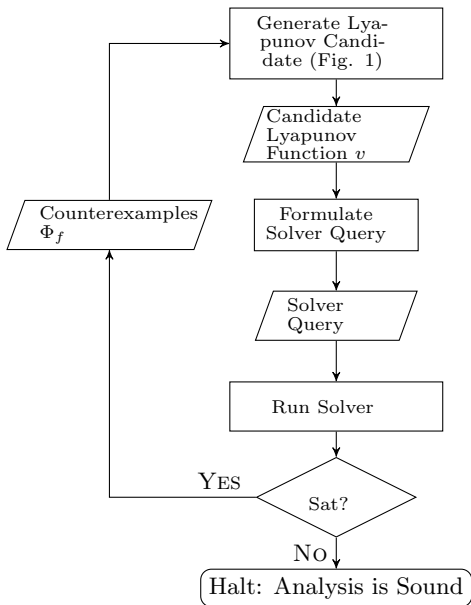 Generate Lya-
punov Candi-
date (Fig. 1)
Candidate
Lyapunov
Function v
Counterexamples
Φf
Formulate
Solver Query
Solver
Query
Run Solver
YES
Sat?
NO
Halt: Analysis is Sound